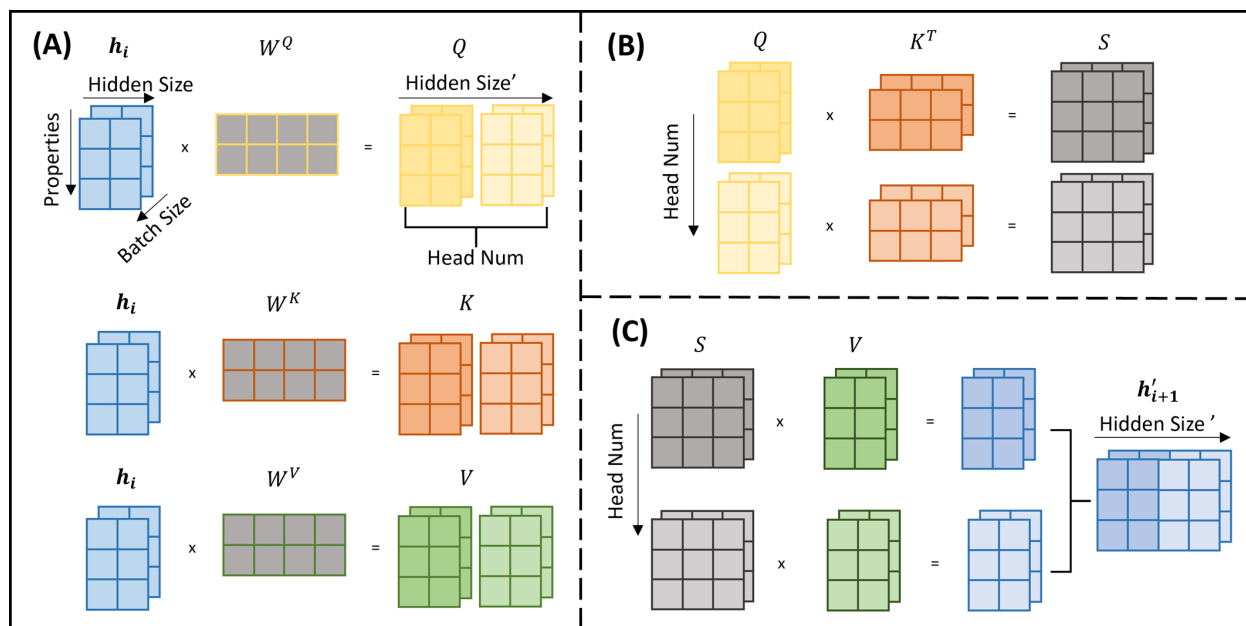 (A)
h_i W^Q Q
Hidden Size Hidden Size'
Properties
x =
Batch Size
Head Num
h_i W^K K
x =
h_i W^V V
x =
(B)
Q K^T S
Head Num
x =
x =
(C)
S V
h'_{i+1}
Hidden Size '
Head Num
x =
x =